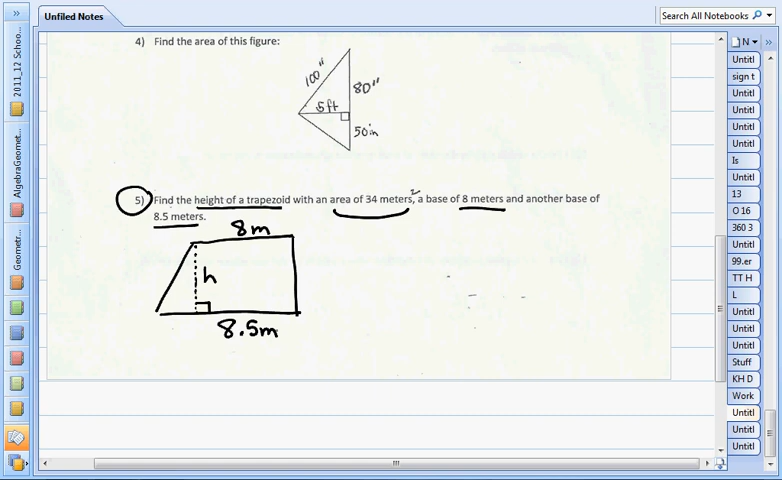 »
Unfiled Notes
Search All Notebooks
2011_12 Schoo...
AlgebraGeomet...
Geometr...
N
»
Untitl
sign t
Untitl
Untitl
Untitl
Untitl
Is
Untitl
13
O 16
360 3
Untitl
99.er
TT H
L
Untitl
Untitl
Untitl
Stuff
KH D
Work
Untitl
Untitl
Untitl
4) Find the area of this figure:
100"
80"
5ft
50in
5) Find the height of a trapezoid with an area of 34 meters,² a base of 8 meters and another base of
8.5 meters.
8m
h
8.5m